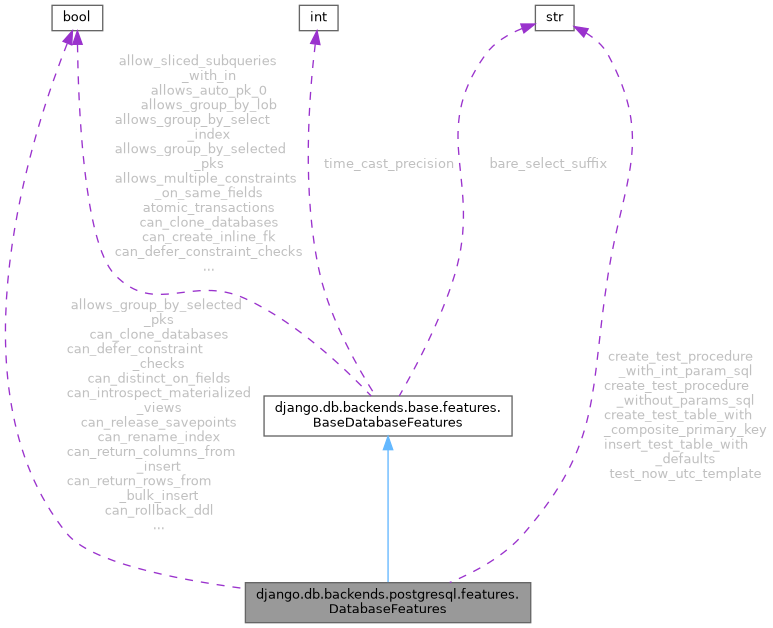 bool
int
str
allow_sliced_subqueries
_with_in
allows_auto_pk_0
allows_group_by_lob
allows_group_by_select
_index
allows_group_by_selected
_pks
allows_multiple_constraints
_on_same_fields
atomic_transactions
can_clone_databases
can_create_inline_fk
can_defer_constraint_checks
...
time_cast_precision
bare_select_suffix
allows_group_by_selected
_pks
can_clone_databases
can_defer_constraint
_checks
can_distinct_on_fields
can_introspect_materialized
_views
can_release_savepoints
can_rename_index
can_return_columns_from
_insert
can_return_rows_from
_bulk_insert
can_rollback_ddl
...
create_test_procedure
_with_int_param_sql
create_test_procedure
_without_params_sql
create_test_table_with
_composite_primary_key
insert_test_table_with
_defaults
test_now_utc_template
django.db.backends.base.features.
BaseDatabaseFeatures
django.db.backends.postgresql.features.
DatabaseFeatures